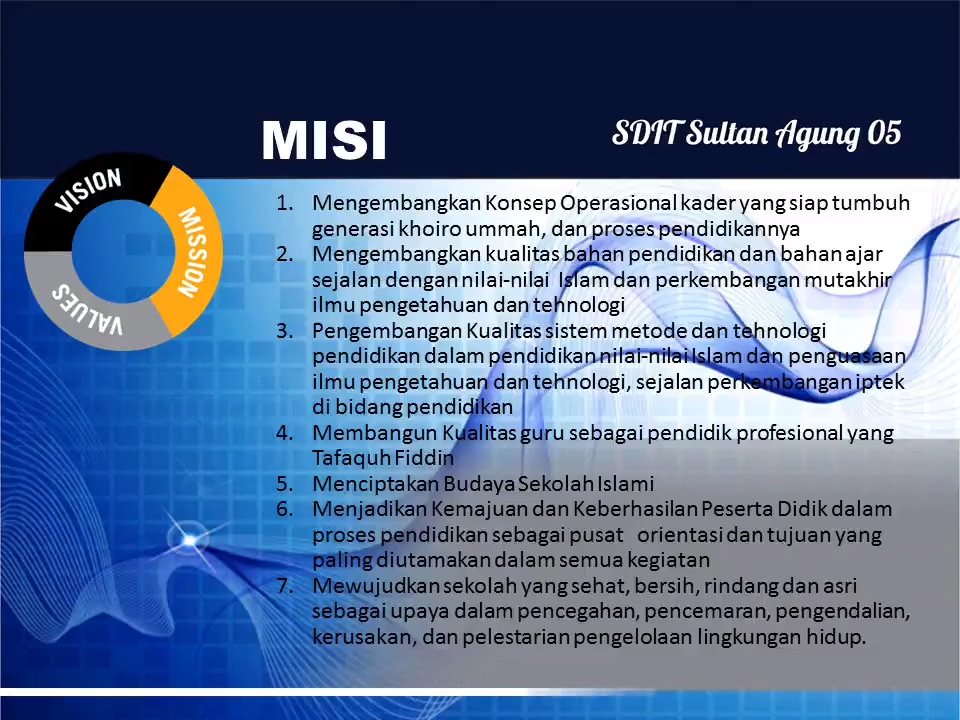 MISI
SDIT Sultan Agung 05
VISION
MISSION
VALUES
1. Mengembangkan Konsep Operasional kader yang siap tumbuh
generasi khoiro ummah, dan proses pendidikannya
2. Mengembangkan kualitas bahan pendidikan dan bahan ajar
sejalan dengan nilai-nilai Islam dan perkembangan mutakhir
ilmu pengetahuan dan tehnologi
3. Pengembangan Kualitas sistem metode dan tehnologi
pendidikan dalam pendidikan nilai-nilai Islam dan penguasaan
ilmu pengetahuan dan tehnologi, sejalan perkembangan iptek
di bidang pendidikan
4. Membangun Kualitas guru sebagai pendidik profesional yang
Tafaquh Fiddin
5. Menciptakan Budaya Sekolah Islami
6. Menjadikan Kemajuan dan Keberhasilan Peserta Didik dalam
proses pendidikan sebagai pusat orientasi dan tujuan yang
paling diutamakan dalam semua kegiatan
7. Mewujudkan sekolah yang sehat, bersih, rindang dan asri
sebagai upaya dalam pencegahan, pencemaran, pengendalian,
kerusakan, dan pelestarian pengelolaan lingkungan hidup.